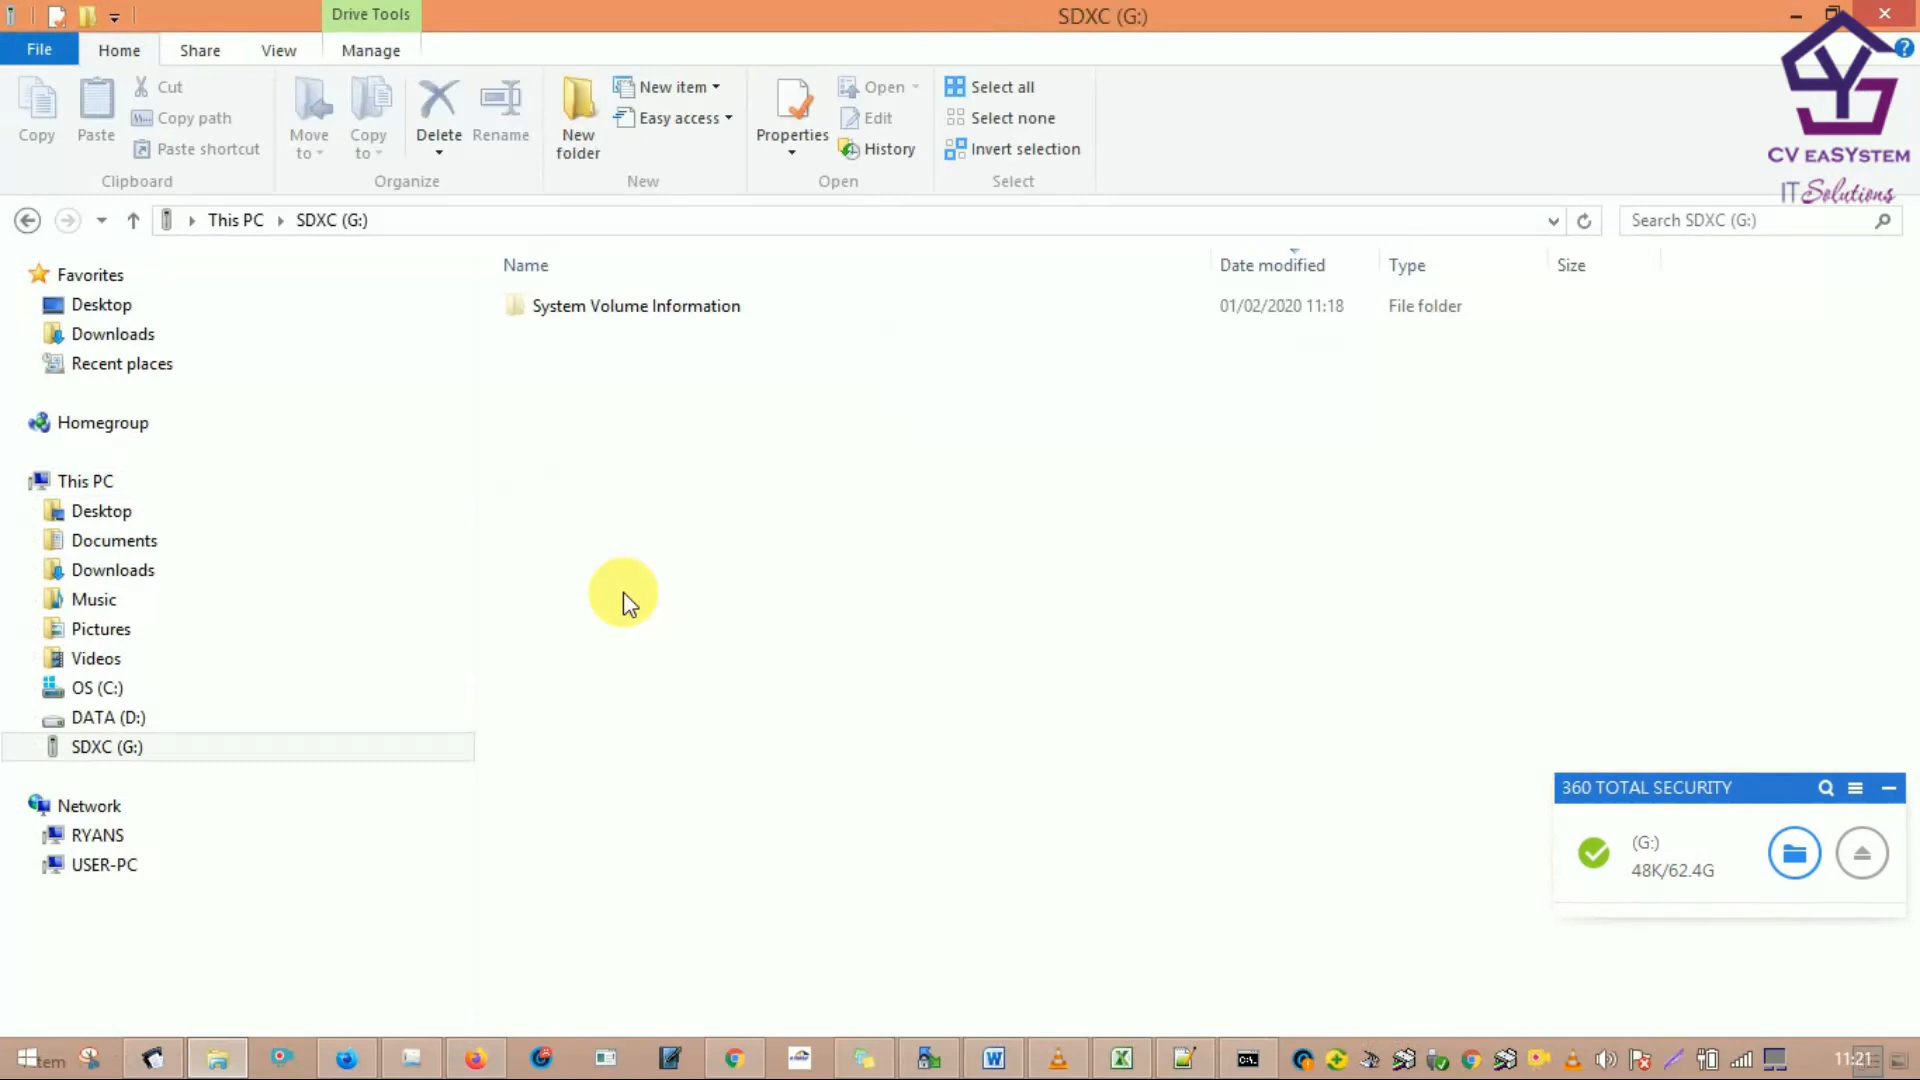 Drive Tools
SDXC (G:)
File
Home
Share
View
Manage
Copy
Paste
Cut
Copy path
Paste shortcut
Clipboard
Move to
Copy to
Delete
Rename
Organize
New folder
New item
Easy access
New
Properties
Open
Edit
History
Open
Select all
Select none
Invert selection
Select
CV eaSYstem
IT Solutions
This PC
SDXC (G:)
Search SDXC (G:)
Favorites
Desktop
Downloads
Recent places
Homegroup
This PC
Desktop
Documents
Downloads
Music
Pictures
Videos
OS (C:)
DATA (D:)
SDXC (G:)
Network
RYANS
USER-PC
Name
Date modified
Type
Size
System Volume Information
01/02/2020 11:18
File folder
360 TOTAL SECURITY
(G:)
48K/62.4G
tem
11:21